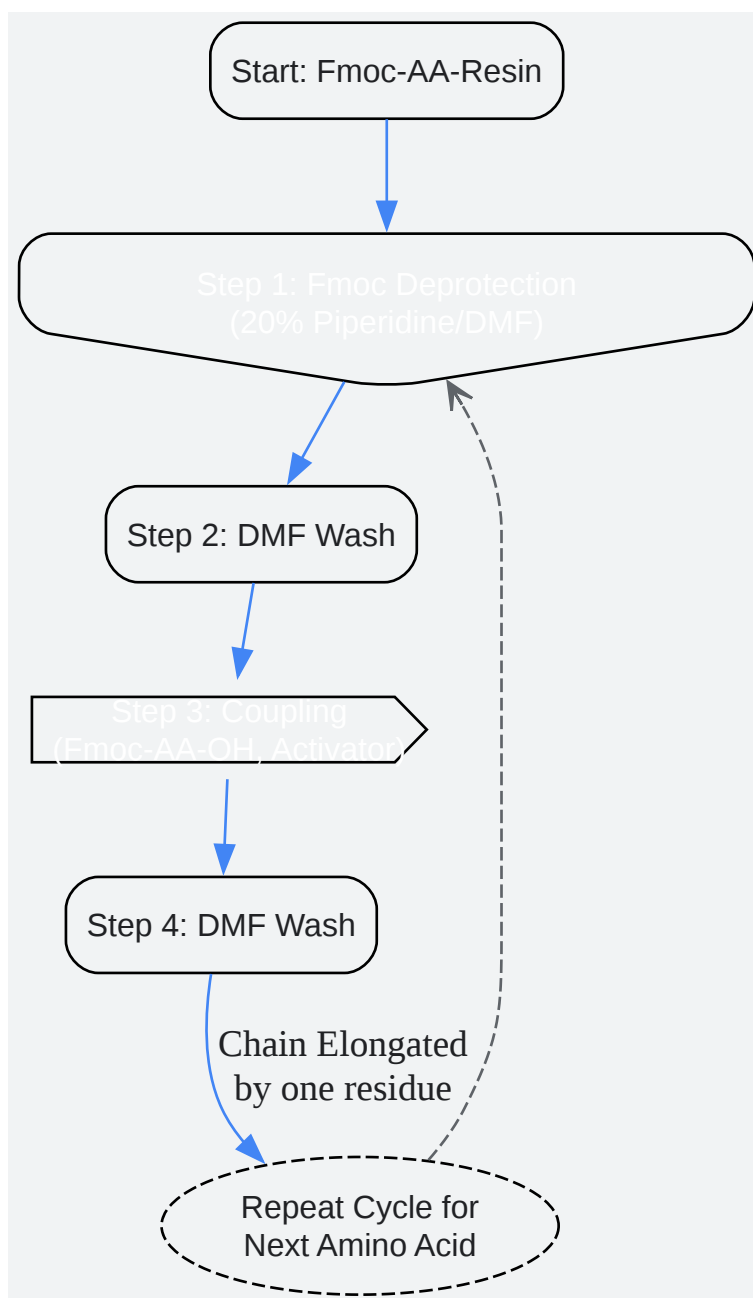 Start: Fmoc-AA-Resin
Step 1: Fmoc Deprotection
(20% Piperidine/DMF)
Step 2: DMF Wash
Step 3: Coupling
(Fmoc-AA-OH, Activator)
Step 4: DMF Wash
Chain Elongated
by one residue
Repeat Cycle for
Next Amino Acid